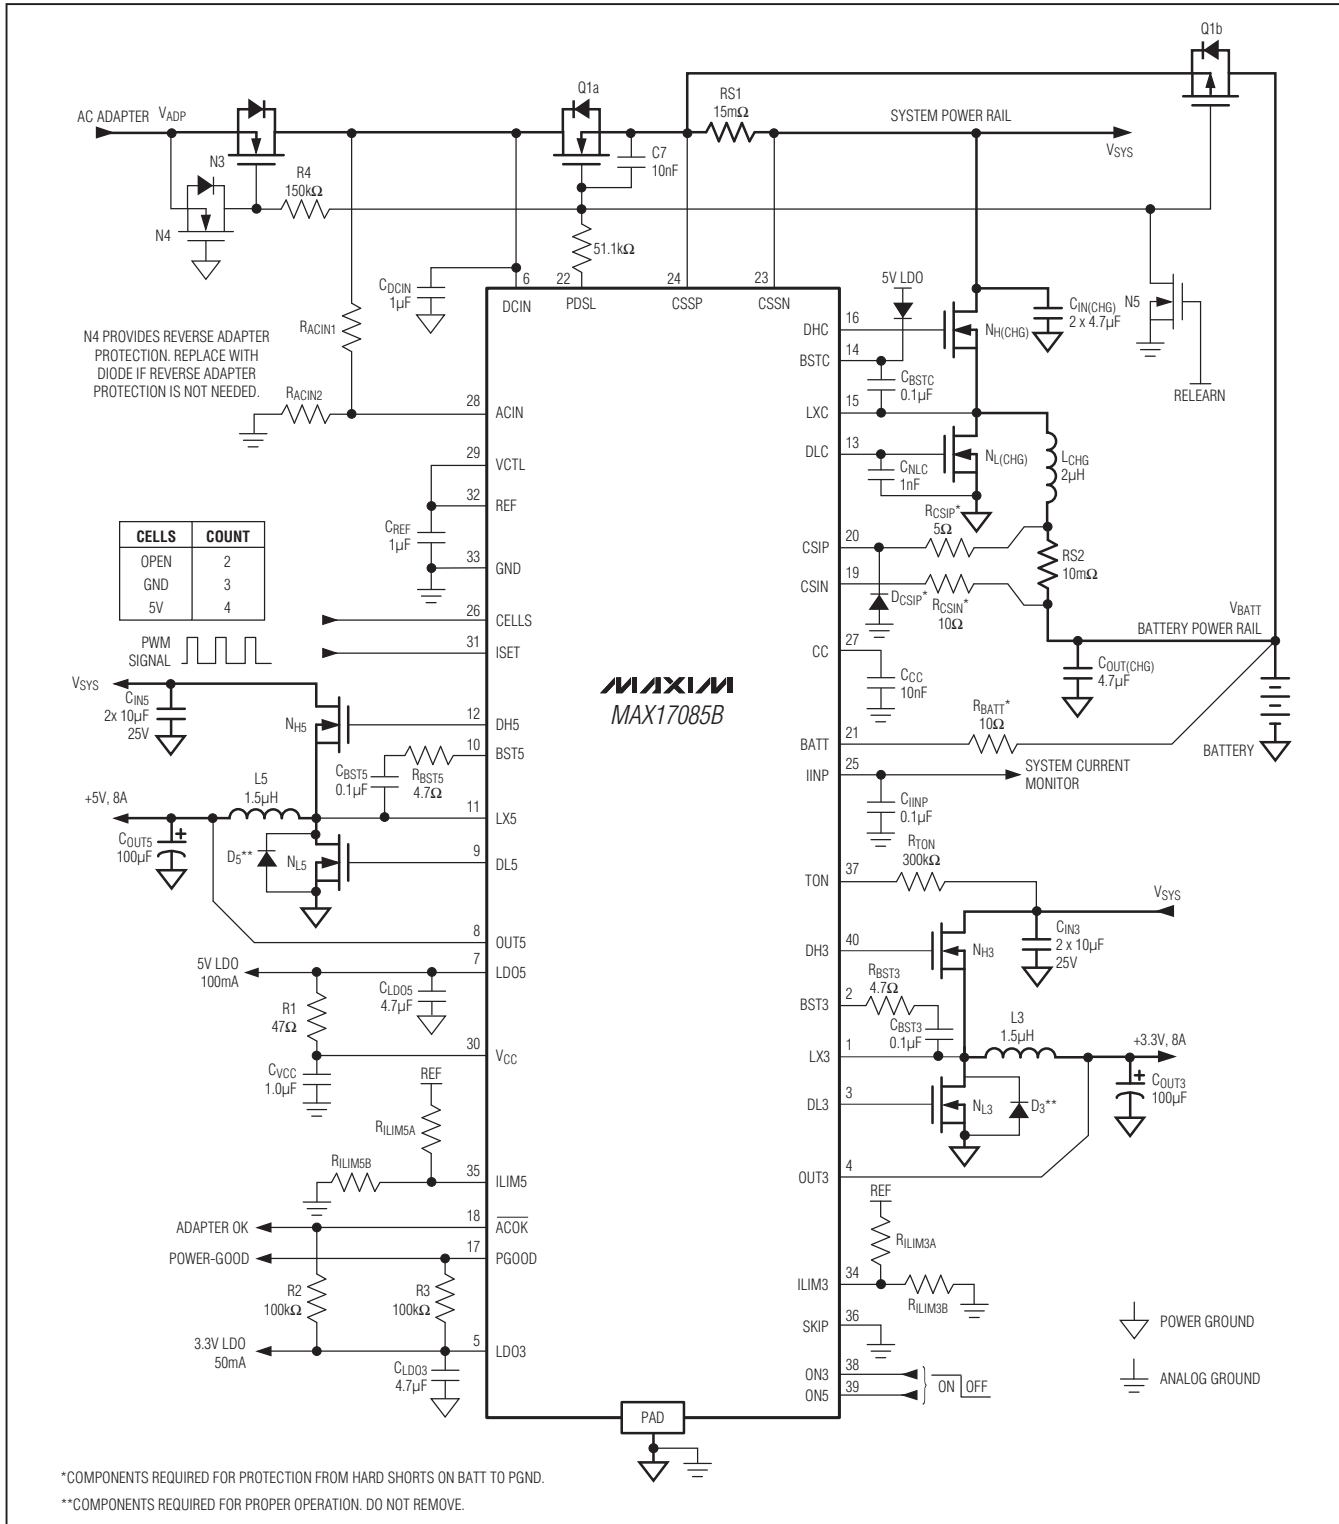 Q1b
Q1a
RS1
15mΩ
AC ADAPTER VADP
SYSTEM POWER RAIL
VSYS
C7
10nF
N3
R4
150kΩ
N4
51.1kΩ
CDCIN
1µF
6
22
24
23
DCIN
PDSL
CSSP
CSSN
5V LDO
N5
RELEARN
RACIN1
N4 PROVIDES REVERSE ADAPTER
PROTECTION. REPLACE WITH
DIODE IF REVERSE ADAPTER
PROTECTION IS NOT NEEDED.
RACIN2
28 ACIN
29 VCTL
32 REF
CREF
1µF
33 GND
CELLS COUNT
OPEN 2
GND 3
5V 4
26 CELLS
31 ISET
PWM
SIGNAL
DHC 16
NH(CHG)
CIN(CHG)
2 x 4.7µF
BSTC 14
CBSTC
0.1µF
LXC 15
DLC 13
NL(CHG)
CNLC
1nF
LCHG
2µH
RCSIP*
5Ω
CSIP 20
RS2
10mΩ
CSIN 19
DCSIP*
RCSIN*
10Ω
VBATT
BATTERY POWER RAIL
CC 27
CCC
10nF
COUT(CHG)
4.7µF
RBATT*
10Ω
BATT 21
BATTERY
IINP 25
SYSTEM CURRENT
MONITOR
CIINP
0.1µF
MAXIM
MAX17085B
VSYS
CIN5
2x 10µF
25V
NH5
12 DH5
10 BST5
CBST5
0.1µF
RBST5
4.7Ω
L5
1.5µH
+5V, 8A
11 LX5
COUT5
100µF
D5**
NL5
9 DL5
8 OUT5
5V LDO
100mA
7 LDO5
CLDO5
4.7µF
R1
47Ω
30 VCC
CVCC
1.0µF
REF
RILIM5A
RILIM5B
35 ILIM5
ADAPTER OK
18 ACOK
POWER-GOOD
17 PGOOD
R2
100kΩ
R3
100kΩ
3.3V LDO
50mA
5 LDO3
CLDO3
4.7µF
RTON
300kΩ
TON 37
VSYS
CIN3
2 x 10µF
25V
DH3 40
NH3
RBST3
4.7Ω
BST3 2
CBST3
0.1µF
L3
1.5µH
+3.3V, 8A
LX3 1
COUT3
100µF
DL3 3
NL3
D3**
OUT3 4
REF
RILIM3A
ILIM3 34
RILIM3B
SKIP 36
ON3 38
ON5 39
ON OFF
POWER GROUND
ANALOG GROUND
PAD
*COMPONENTS REQUIRED FOR PROTECTION FROM HARD SHORTS ON BATT TO PGND.
**COMPONENTS REQUIRED FOR PROPER OPERATION. DO NOT REMOVE.